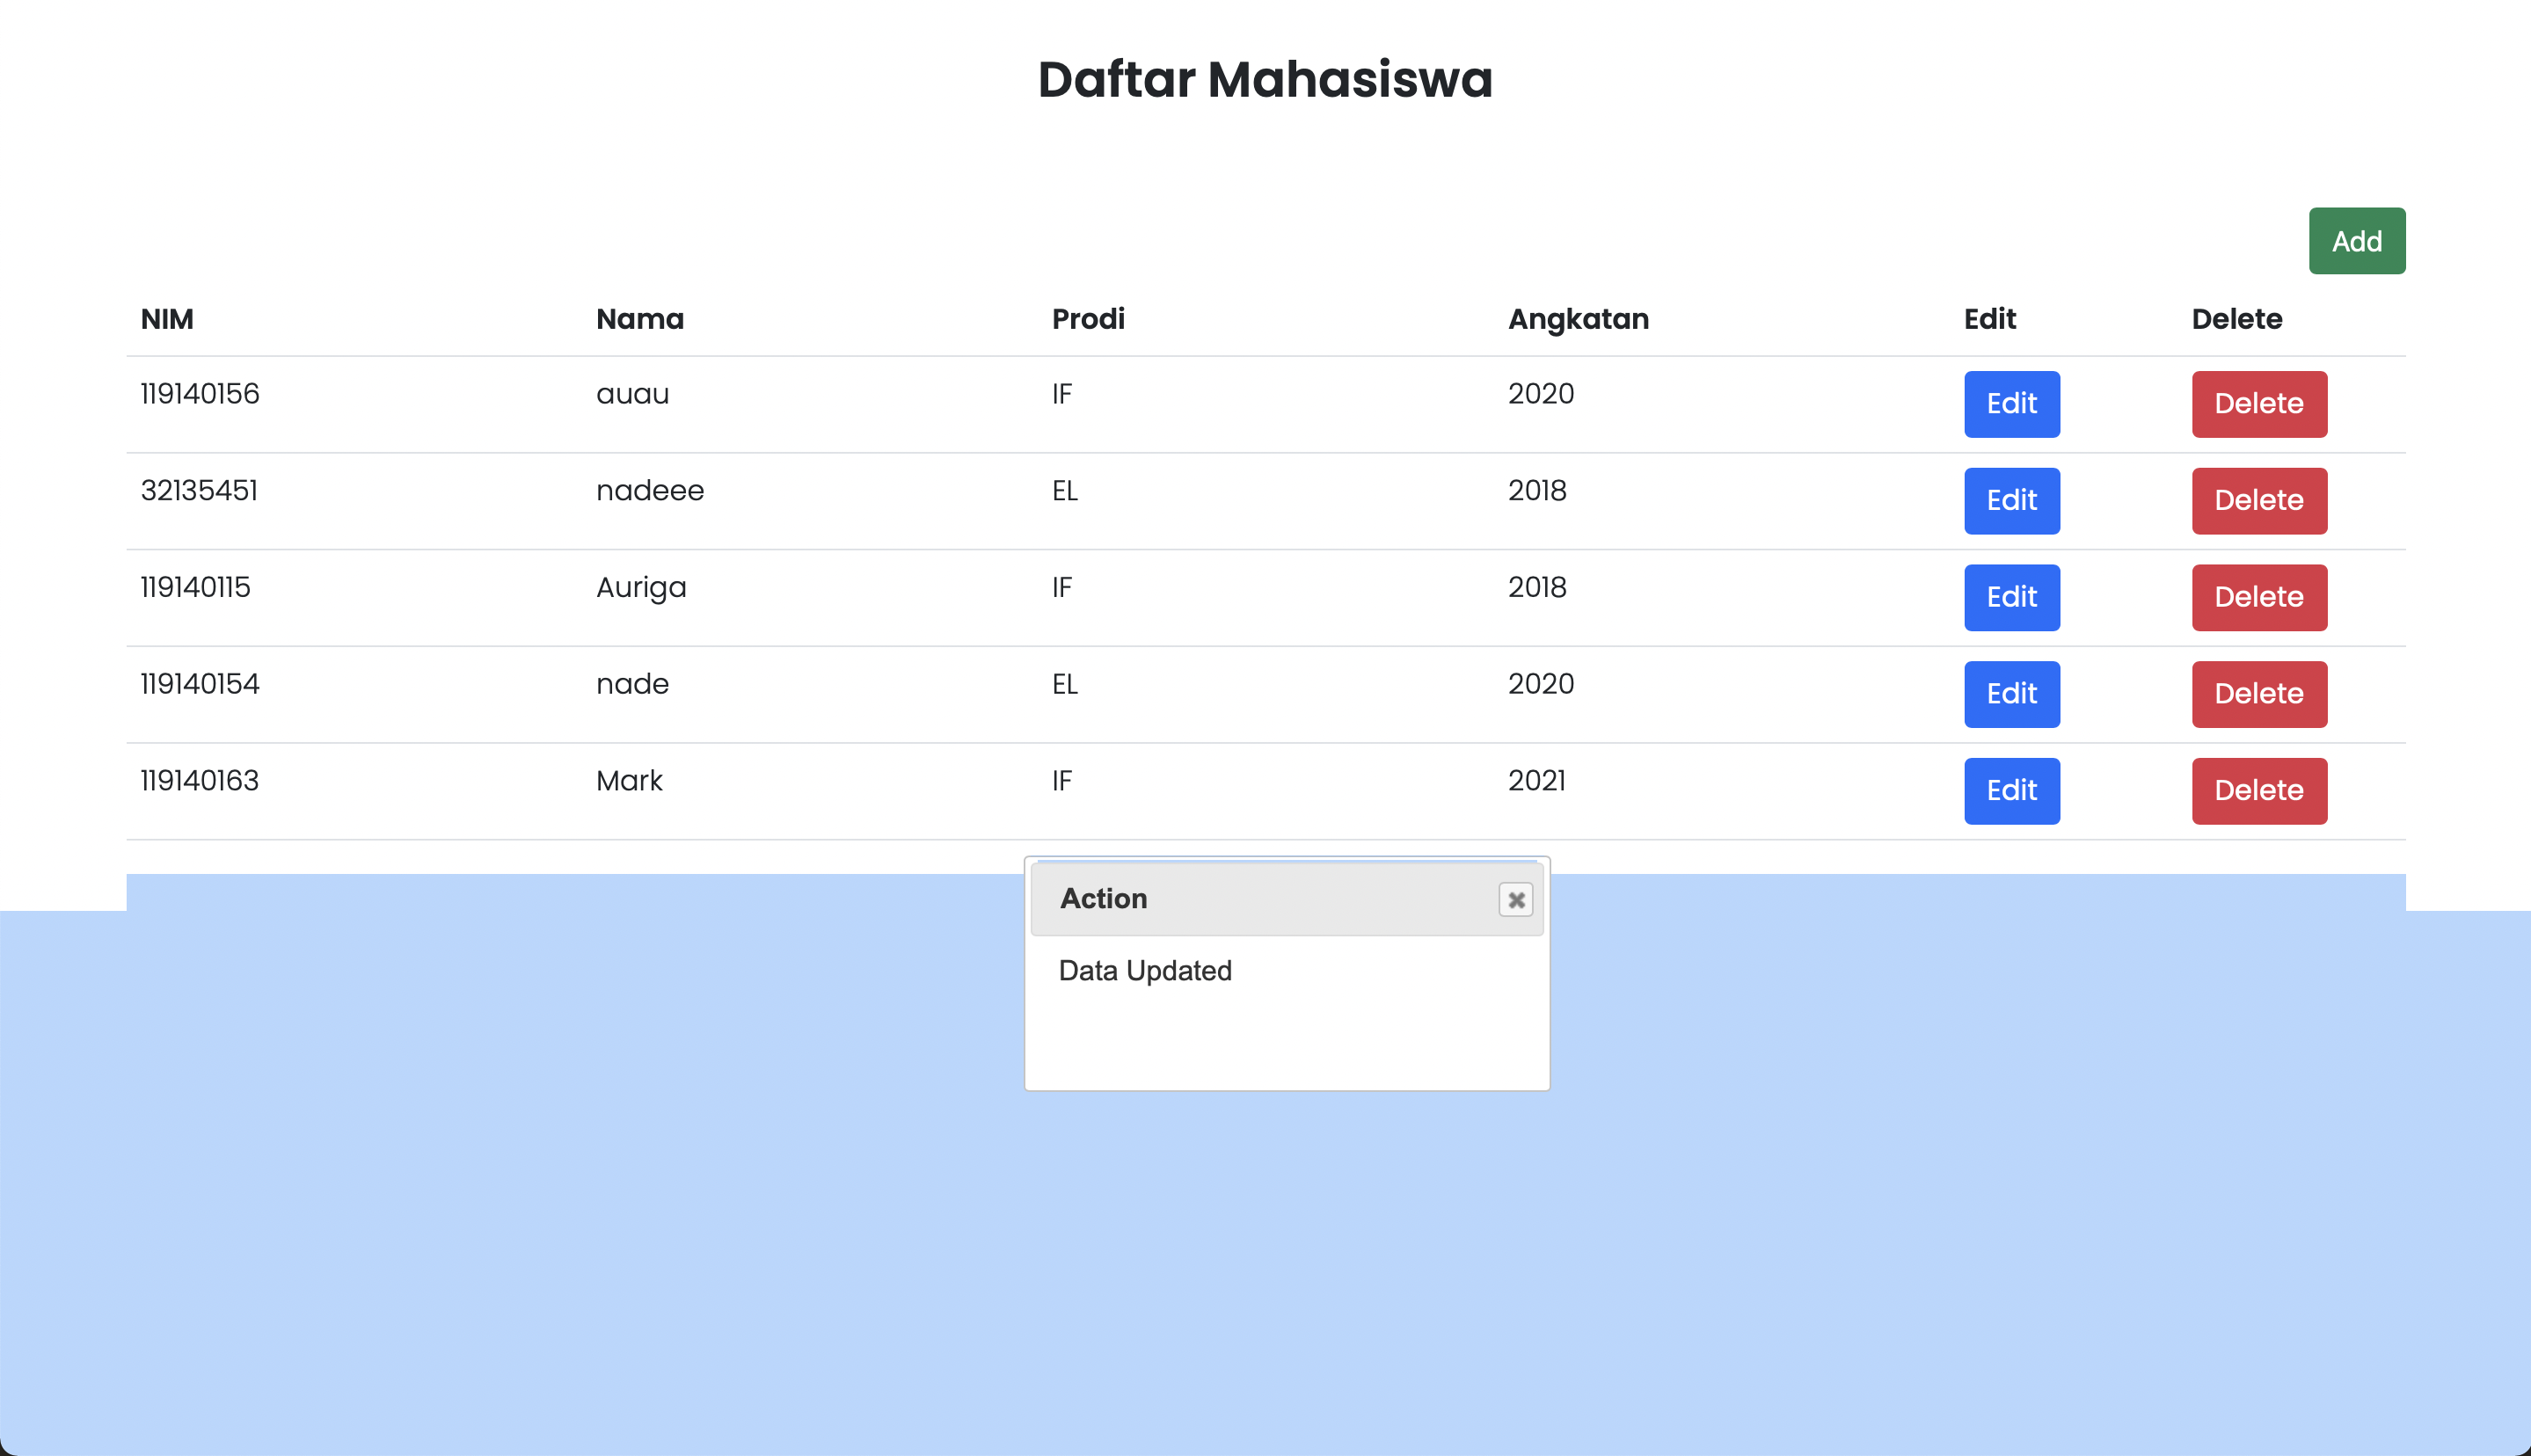 Daftar Mahasiswa
Add
NIM Nama Prodi Angkatan Edit Delete
119140156 auau IF 2020 Edit Delete
32135451 nadeee EL 2018 Edit Delete
119140115 Auriga IF 2018 Edit Delete
119140154 nade EL 2020 Edit Delete
119140163 Mark IF 2021 Edit Delete
Action
Data Updated